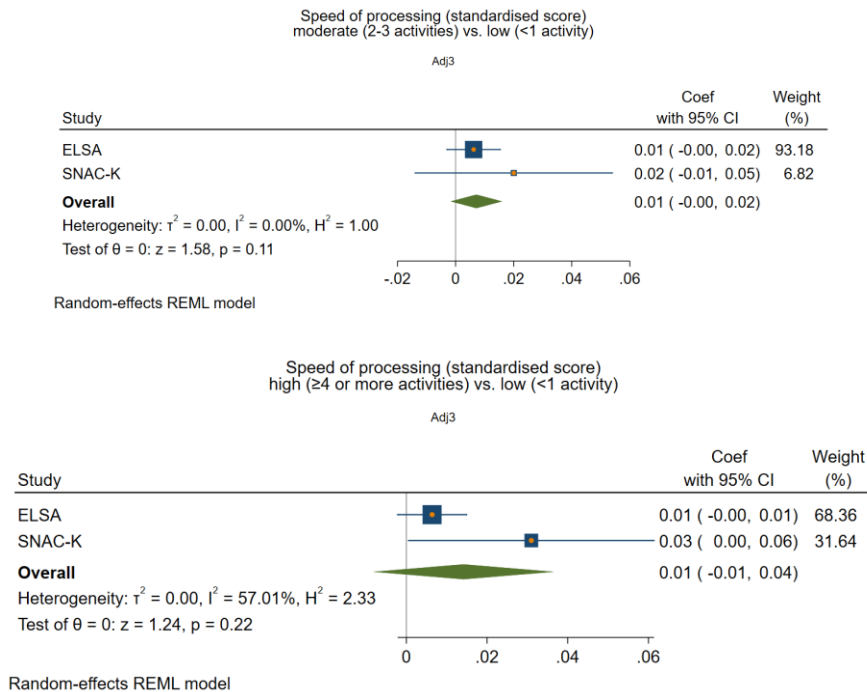 Speed of processing (standardised score)
moderate (2-3 activities) vs. low (<1 activity)
Adj3
Coef Weight
Study with 95% CI (%)
ELSA 0.01 ( -0.00, 0.02) 93.18
SNAC-K 0.02 ( -0.01, 0.05) 6.82
Overall 0.01 ( -0.00, 0.02)
Heterogeneity: τ² = 0.00, I² = 0.00%, H² = 1.00
Test of θ = 0: z = 1.58, p = 0.11
-.02 0 .02 .04 .06
Random-effects REML model
Speed of processing (standardised score)
high (≥4 or more activities) vs. low (<1 activity)
Adj3
Coef Weight
Study with 95% CI (%)
ELSA 0.01 ( -0.00, 0.01) 68.36
SNAC-K 0.03 ( 0.00, 0.06) 31.64
Overall 0.01 ( -0.01, 0.04)
Heterogeneity: τ² = 0.00, I² = 57.01%, H² = 2.33
Test of θ = 0: z = 1.24, p = 0.22
0 .02 .04 .06
Random-effects REML model